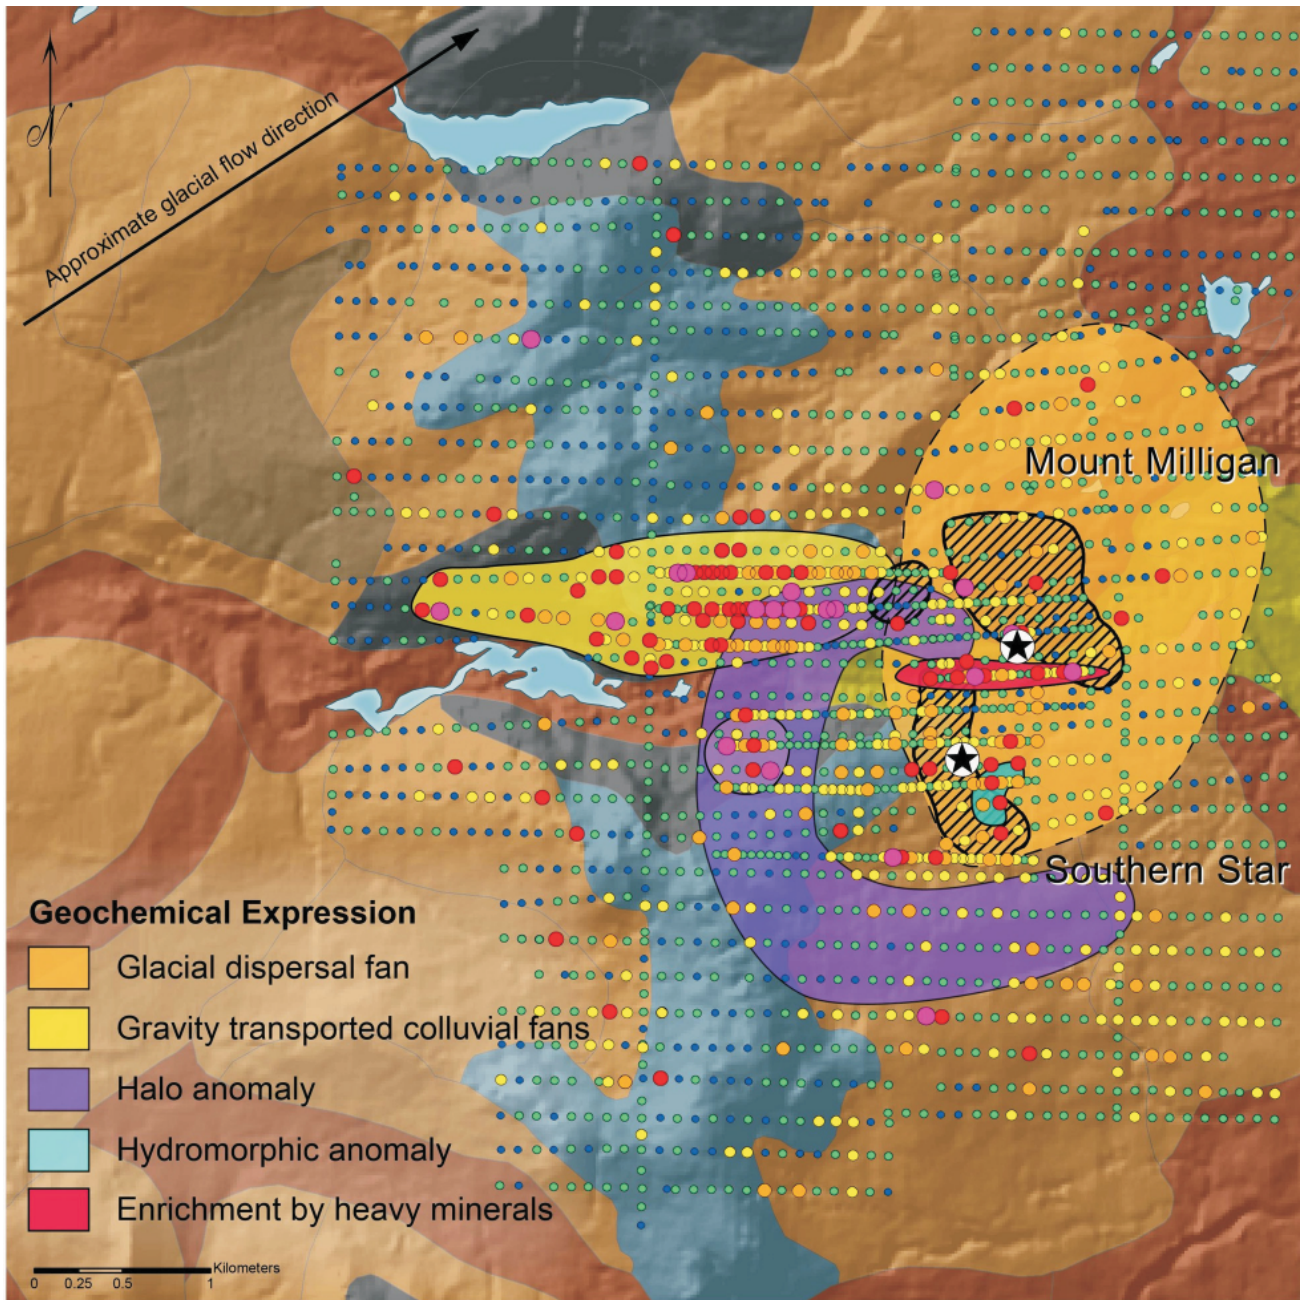 N
Approximate glacial flow direction
Mount Milligan
Southern Star
Geochemical Expression
Glacial dispersal fan
Gravity transported colluvial fans
Halo anomaly
Hydromorphic anomaly
Enrichment by heavy minerals
Kilometers
0 0.25 0.5 1